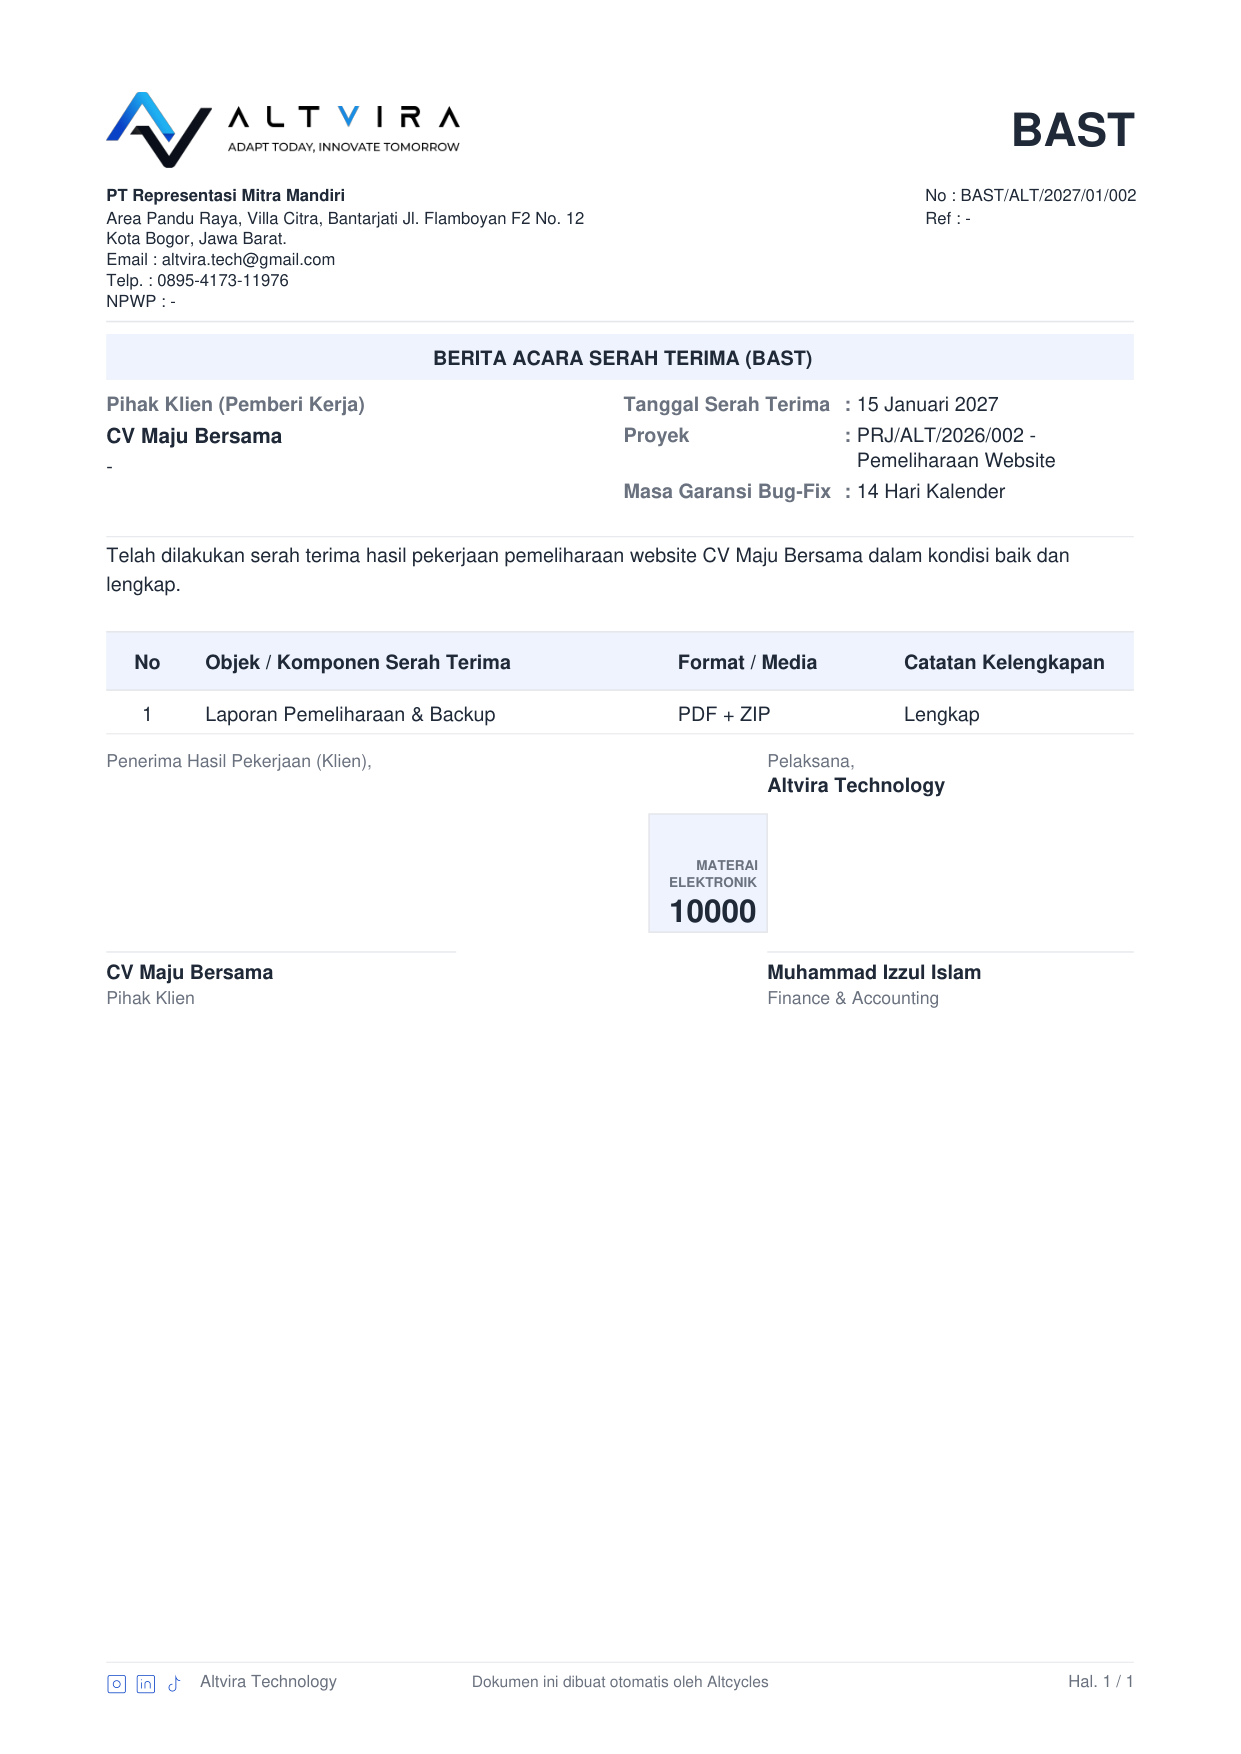 ALTVIRA
ADAPT TODAY, INNOVATE TOMORROW
BAST
PT Representasi Mitra Mandiri
Area Pandu Raya, Villa Citra, Bantarjati Jl. Flamboyan F2 No. 12
Kota Bogor, Jawa Barat.
Email : altvira.tech@gmail.com
Telp. : 0895-4173-11976
NPWP : -
No : BAST/ALT/2027/01/002
Ref : -
BERITA ACARA SERAH TERIMA (BAST)
Pihak Klien (Pemberi Kerja)
CV Maju Bersama
-
Tanggal Serah Terima : 15 Januari 2027
Proyek : PRJ/ALT/2026/002 -
Pemeliharaan Website
Masa Garansi Bug-Fix : 14 Hari Kalender
Telah dilakukan serah terima hasil pekerjaan pemeliharaan website CV Maju Bersama dalam kondisi baik dan
lengkap.
No Objek / Komponen Serah Terima Format / Media Catatan Kelengkapan
1 Laporan Pemeliharaan & Backup PDF + ZIP Lengkap
Penerima Hasil Pekerjaan (Klien),
Pelaksana,
Altvira Technology
MATERAI
ELEKTRONIK
10000
CV Maju Bersama
Pihak Klien
Muhammad Izzul Islam
Finance & Accounting
Altvira Technology
Dokumen ini dibuat otomatis oleh Altcycles
Hal. 1 / 1